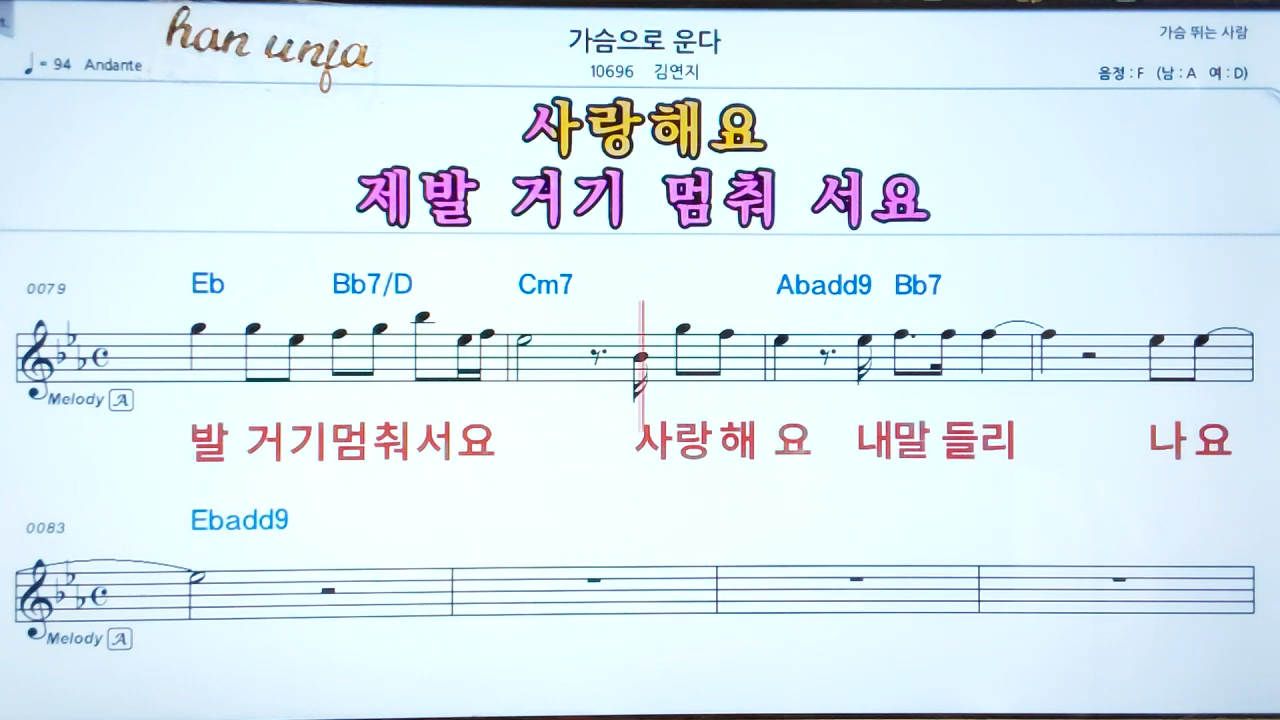 han unja
가슴으로 운다
가슴 뛰는 사람
♩= 94 Andante
10696 김연지
음정 : F (남 : A 여 : D)
사랑해요
제발 거기 멈춰 서요
0079 Eb Bb7/D Cm7 Abadd9 Bb7
Melody A
발 거기멈춰서요 사랑해 요 내말 들리 나요
0083 Ebadd9
Melody A